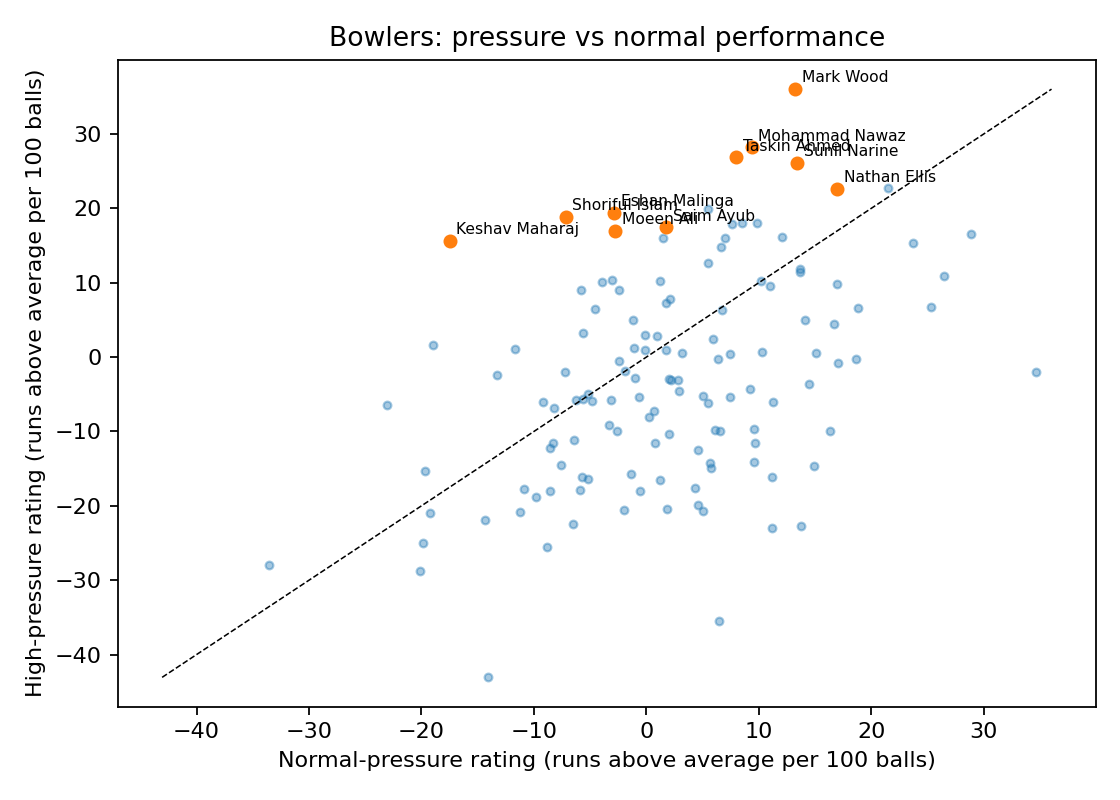 Bowlers: pressure vs normal performance
High-pressure rating (runs above average per 100 balls)
30
20
10
0
−10
−20
−30
−40
Mark Wood
Mohammad Nawaz
Taskin Ahmed
Sunil Narine
Nathan Ellis
Eshan Malinga
Shoriful Islam
Saim Ayub
Moeen Ali
Keshav Maharaj
−40
−30
−20
−10
0
10
20
30
Normal-pressure rating (runs above average per 100 balls)